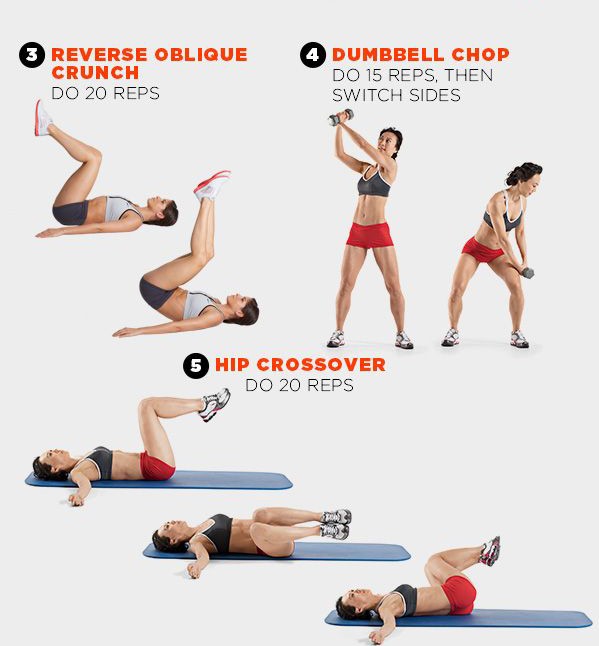 3 REVERSE OBLIQUE
CRUNCH
DO 20 REPS
4 DUMBBELL CHOP
DO 15 REPS, THEN
SWITCH SIDES
5 HIP CROSSOVER
DO 20 REPS